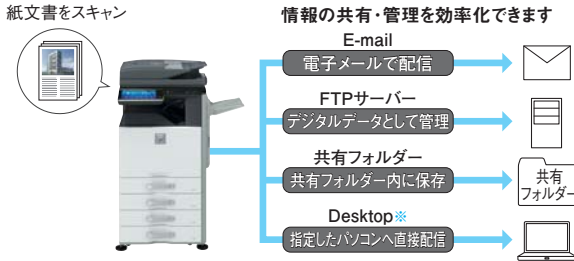 紙文書をスキャン
情報の共有・管理を効率化できます
E-mail
電子メールで配信
FTPサーバー
デジタルデータとして管理
共有フォルダー
共有フォルダー内に保存
共有
フォルダー
Desktop※
指定したパソコンへ直接配信